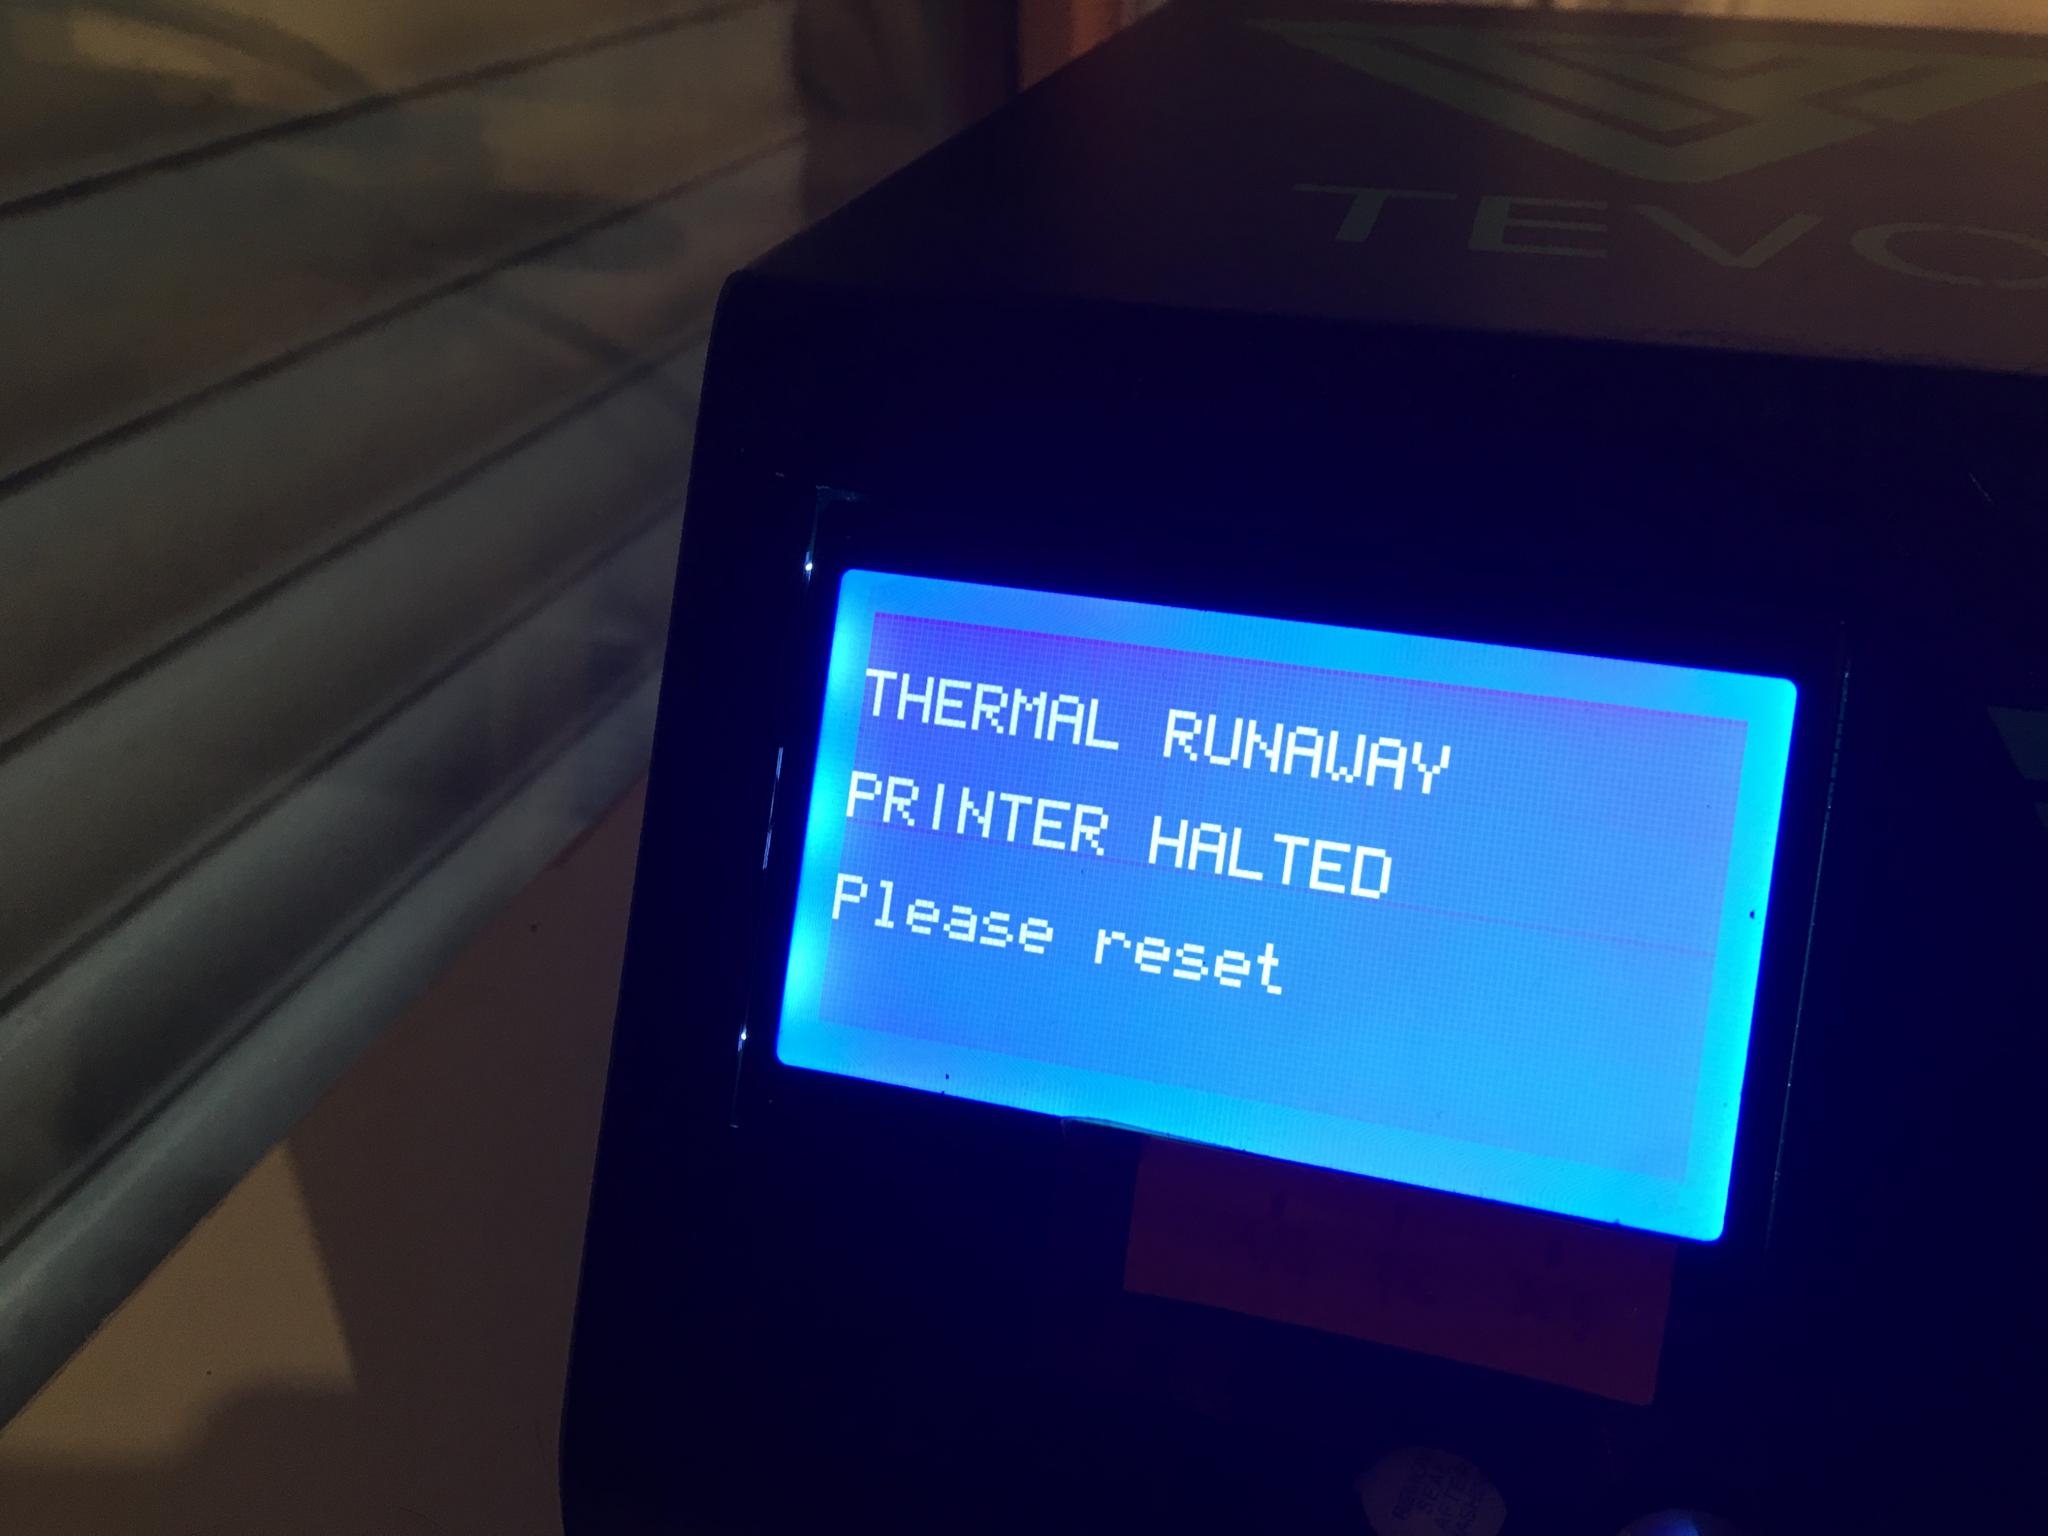 TEVO
THERMAL RUNAWAY
PRINTER HALTED
Please reset